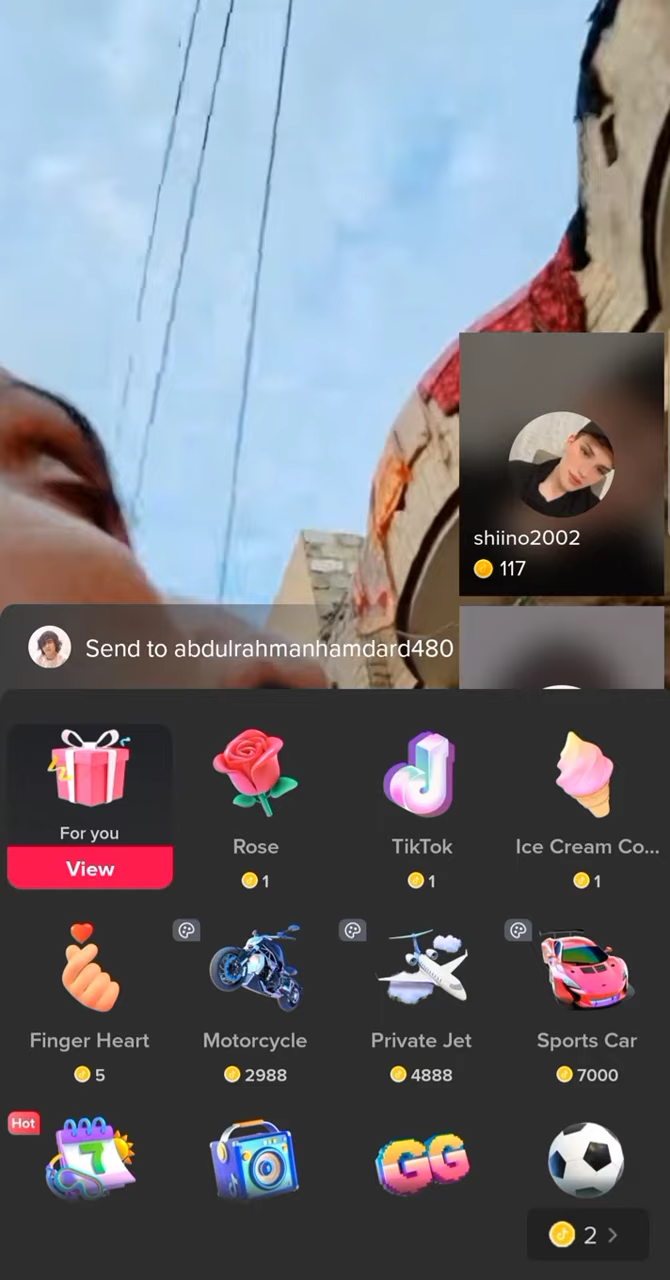 shiino2002
117
Send to abdulrahmanhamdard480
For you
View
Rose
1
TikTok
1
Ice Cream Co...
1
Finger Heart
5
Motorcycle
2988
Private Jet
4888
Sports Car
7000
Hot
7
GG
2